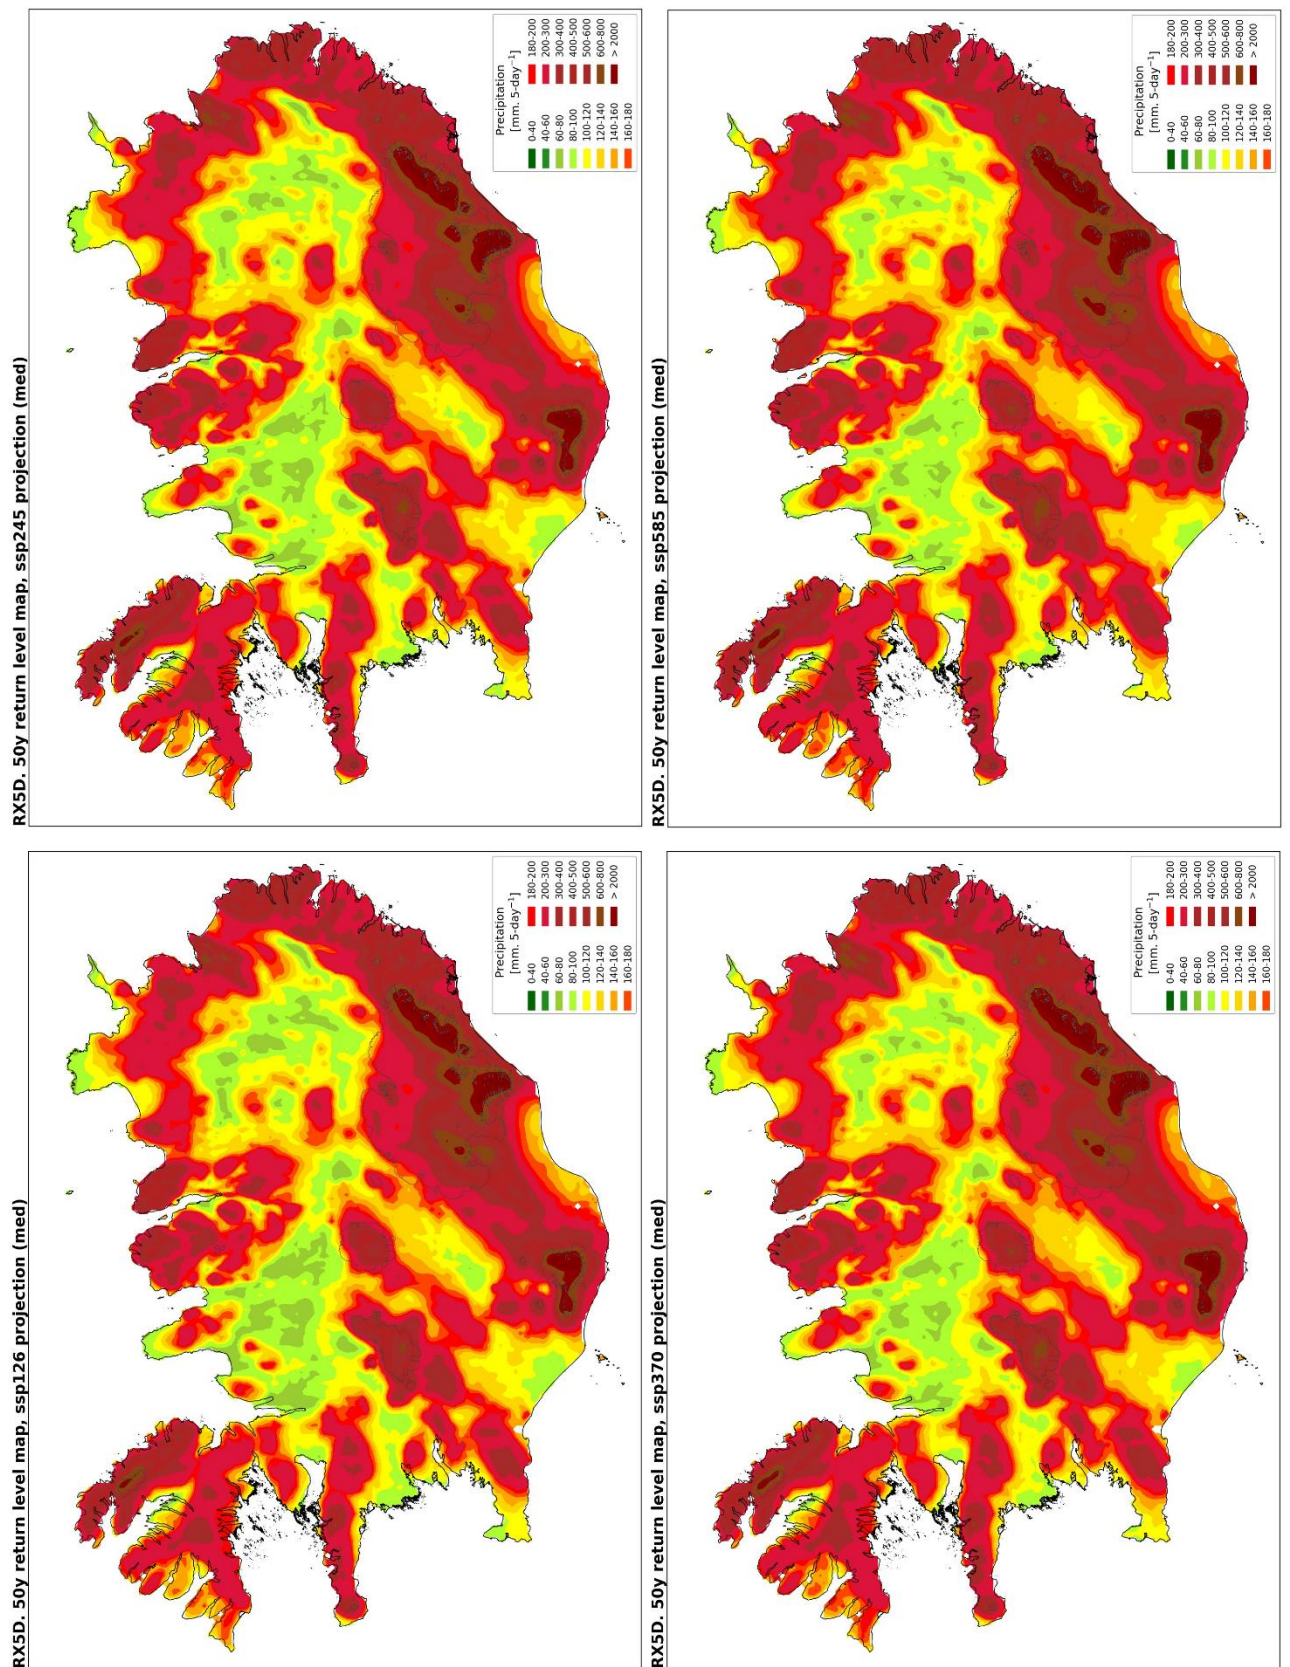 RX5D. 50y return level map, ssp126 projection (med)
Precipitation
[mm. 5-day⁻¹]
0-40 180-200
40-60 200-300
60-80 300-400
80-100 400-500
100-120 500-600
120-140 600-800
140-160 > 2000
160-180
RX5D. 50y return level map, ssp245 projection (med)
Precipitation
[mm. 5-day⁻¹]
0-40 180-200
40-60 200-300
60-80 300-400
80-100 400-500
100-120 500-600
120-140 600-800
140-160 > 2000
160-180
RX5D. 50y return level map, ssp370 projection (med)
Precipitation
[mm. 5-day⁻¹]
0-40 180-200
40-60 200-300
60-80 300-400
80-100 400-500
100-120 500-600
120-140 600-800
140-160 > 2000
160-180
RX5D. 50y return level map, ssp585 projection (med)
Precipitation
[mm. 5-day⁻¹]
0-40 180-200
40-60 200-300
60-80 300-400
80-100 400-500
100-120 500-600
120-140 600-800
140-160 > 2000
160-180